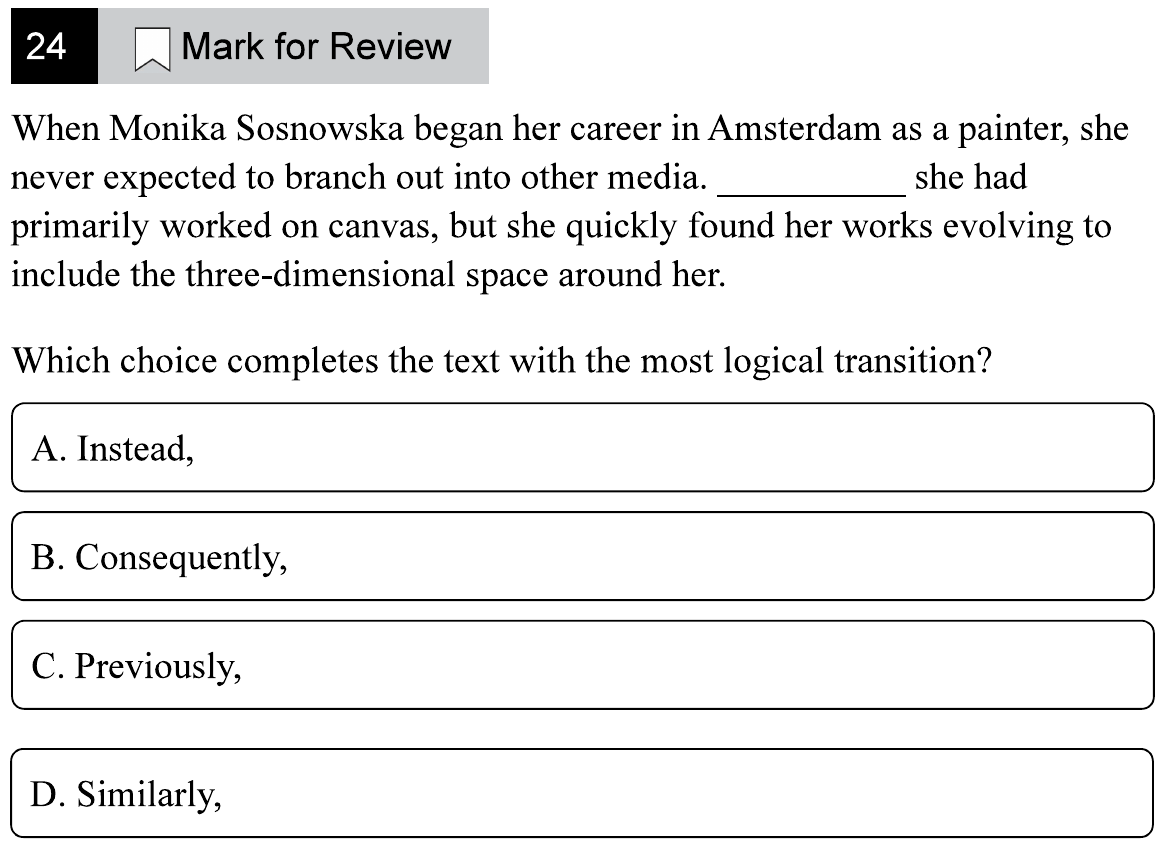 24 Mark for Review
When Monika Sosnowska began her career in Amsterdam as a painter, she
never expected to branch out into other media. __________ she had
primarily worked on canvas, but she quickly found her works evolving to
include the three-dimensional space around her.
Which choice completes the text with the most logical transition?
A. Instead,
B. Consequently,
C. Previously,
D. Similarly,